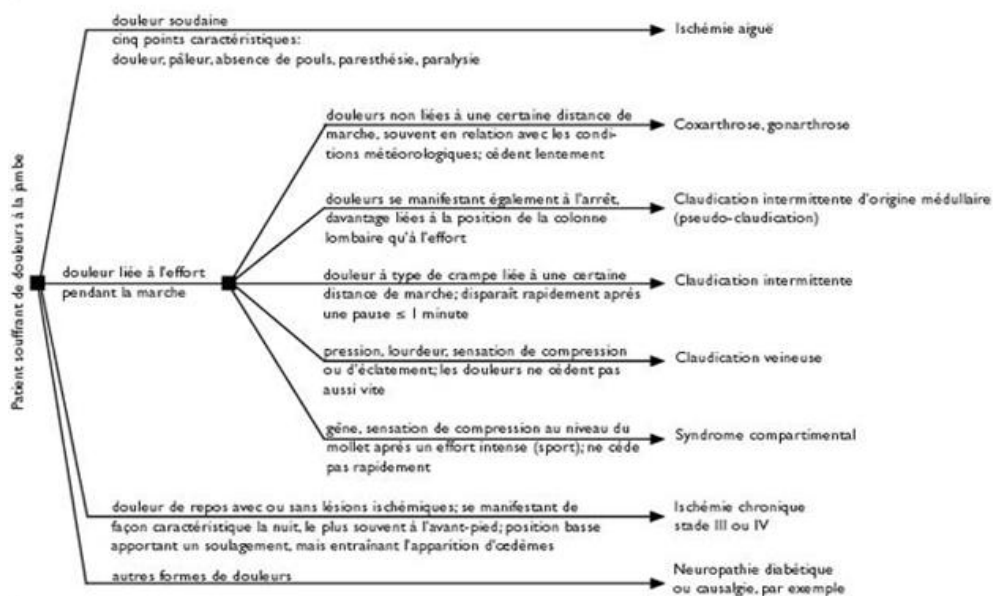 douleur soudaine
cinq points caractéristiques:
douleur, pâleur, absence de pouls, paresthésie, paralysie
Ischémie aiguë
Patient souffrant de douleurs à la jambe
douleur liée à l'effort
pendant la marche
douleurs non liées à une certaine distance de
marche, souvent en relation avec les condi-
tions météorologiques; cèdent lentement
Coxarthrose, gonarthrose
douleurs se manifestant également à l'arrêt,
davantage liées à la position de la colonne
lombaire qu'à l'effort
Claudication intermittente d'origine médullaire
(pseudo-claudication)
douleur à type de crampe liée à une certaine
distance de marche; disparaît rapidement après
une pause ≤ 1 minute
Claudication intermittente
pression, lourdeur, sensation de compression
ou d'éclatement; les douleurs ne cèdent pas
aussi vite
Claudication veineuse
gêne, sensation de compression au niveau du
mollet après un effort intense (sport); ne cède
pas rapidement
Syndrome compartimental
douleur de repos avec ou sans lésions ischémiques; se manifestant de
façon caractéristique la nuit, le plus souvent à l'avant-pied; position basse
apportant un soulagement, mais entraînant l'apparition d'œdèmes
Ischémie chronique
stade III ou IV
autres formes de douleurs
Neuropathie diabétique
ou causalgie, par exemple